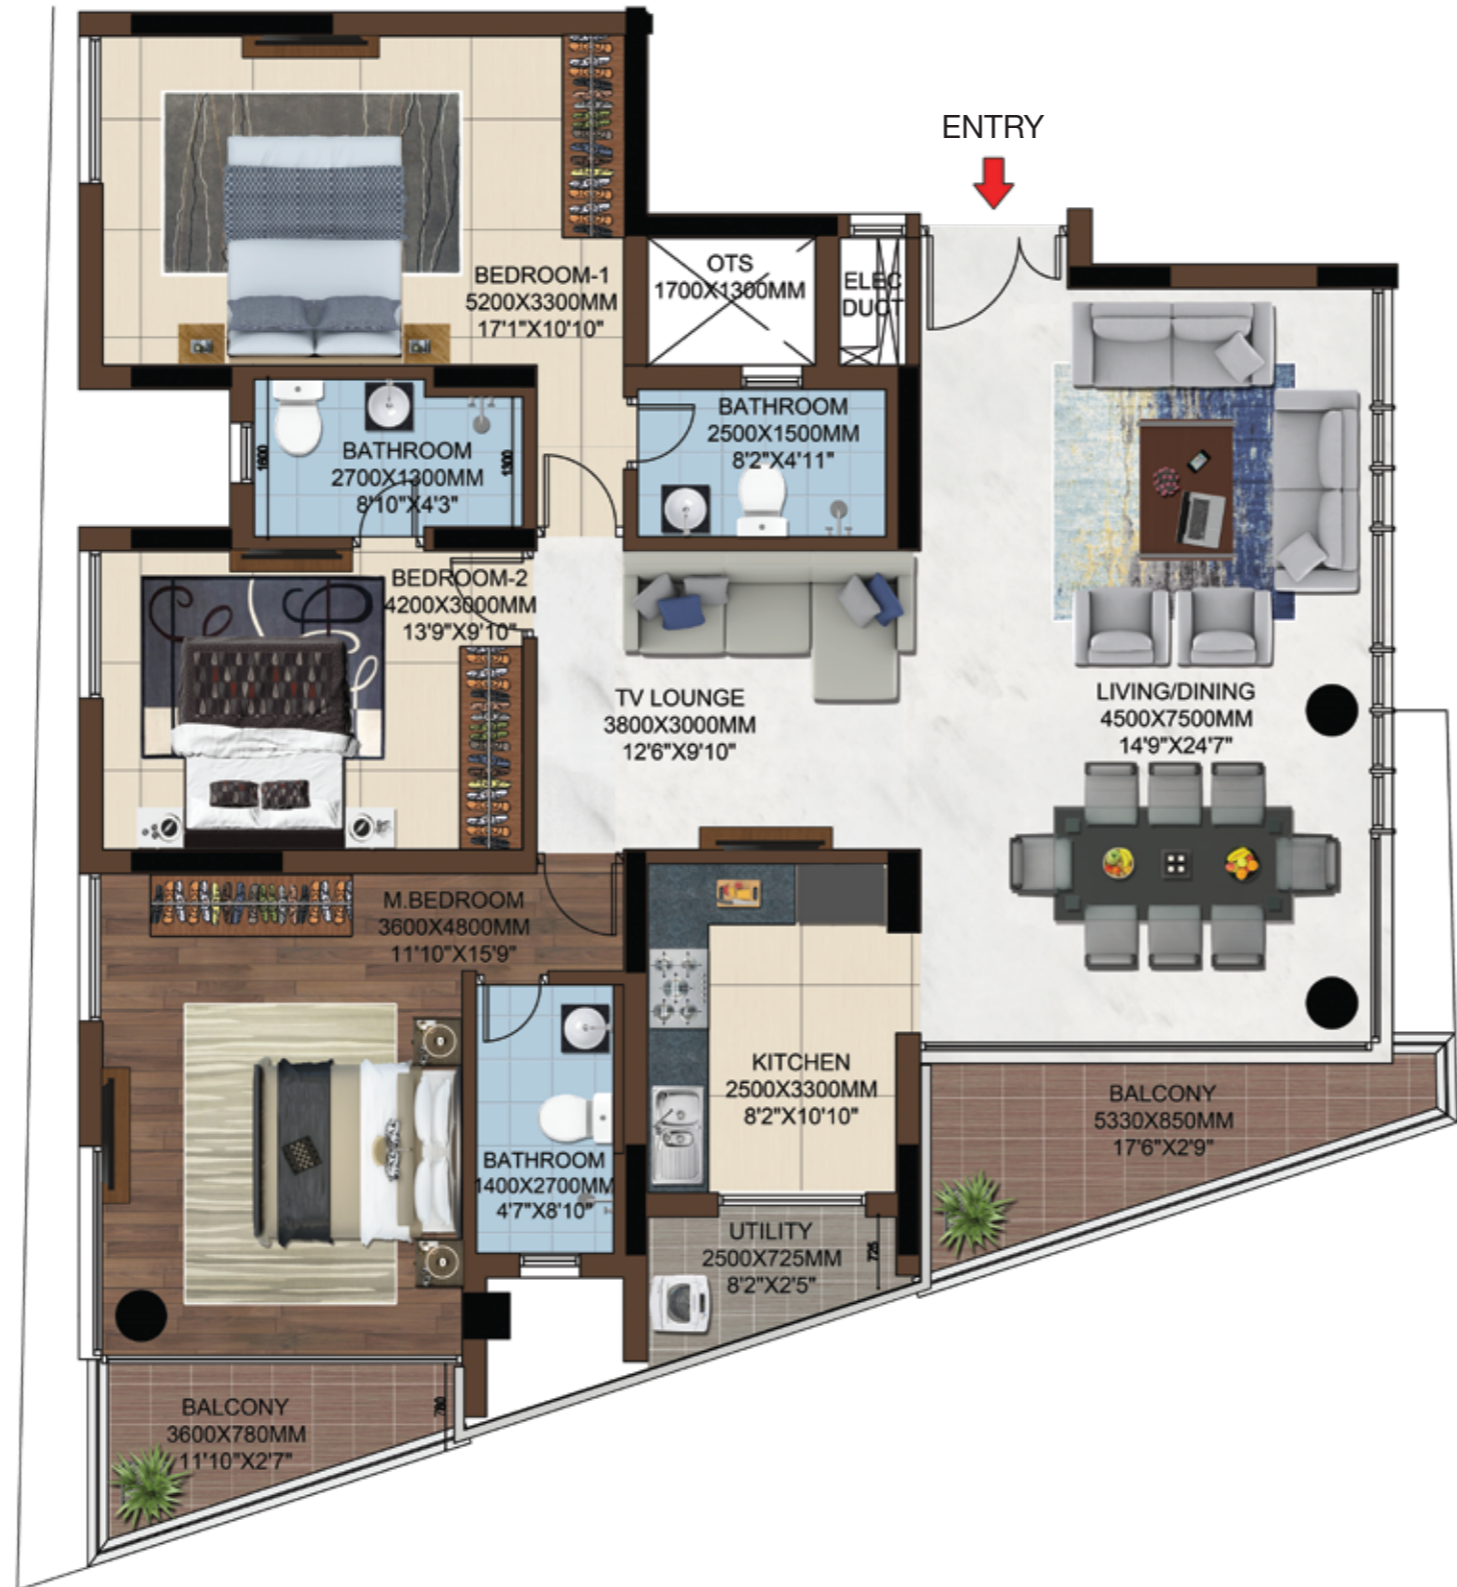 ENTRY
BEDROOM-1
5200X3300MM
17'1"X10'10"
OTS
1700X1300MM
ELEC
DUCT
BATHROOM
2500X1500MM
8'2"X4'11"
BATHROOM
2700X1300MM
8'10"X4'3"
1600
1300
BEDROOM-2
4200X3000MM
13'9"X9'10"
TV LOUNGE
3800X3000MM
12'6"X9'10"
LIVING/DINING
4500X7500MM
14'9"X24'7"
M.BEDROOM
3600X4800MM
11'10"X15'9"
KITCHEN
2500X3300MM
8'2"X10'10"
BALCONY
5330X850MM
17'6"X2'9"
BATHROOM
1400X2700MM
4'7"X8'10"
UTILITY
2500X725MM
8'2"X2'5"
725
BALCONY
3600X780MM
11'10"X2'7"
780